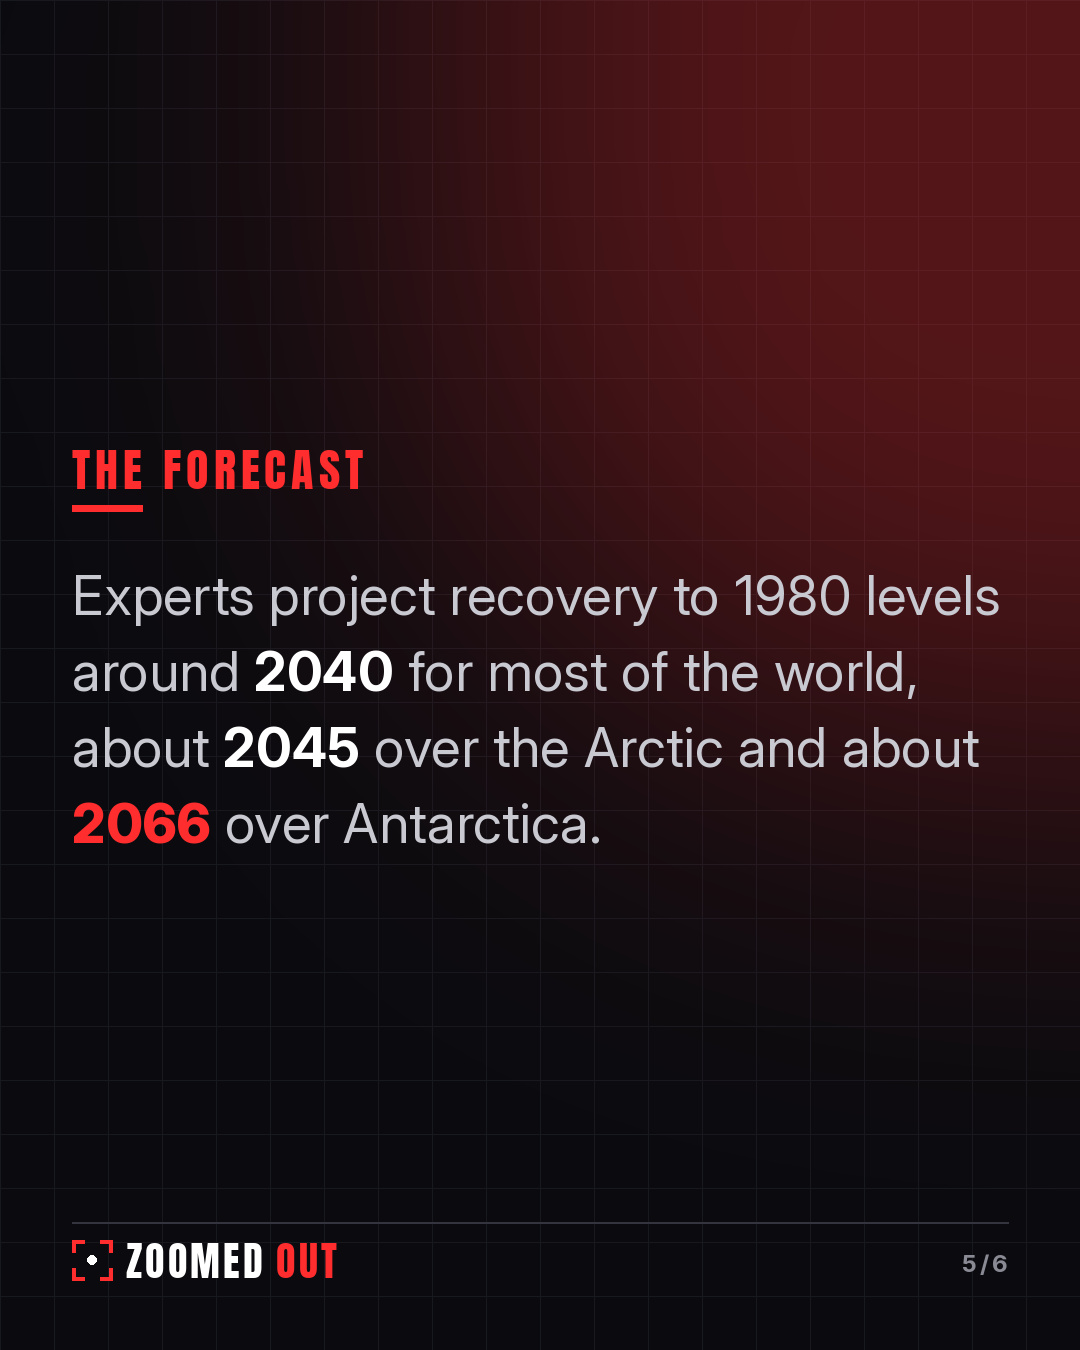 THE FORECAST
Experts project recovery to 1980 levels
around 2040 for most of the world,
about 2045 over the Arctic and about
2066 over Antarctica.
ZOOMED OUT
5/6